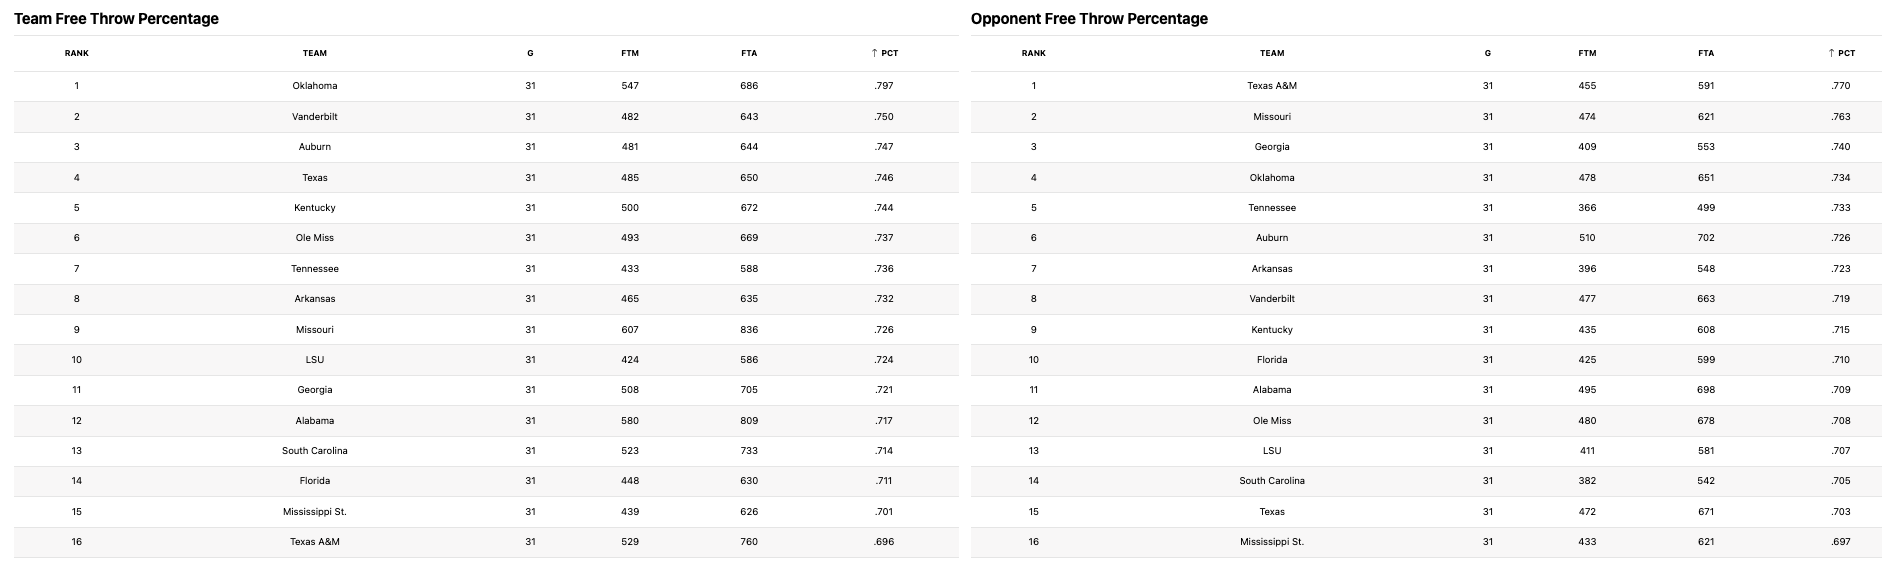 Team Free Throw Percentage
RANK TEAM G FTM FTA ↑ PCT
1 Oklahoma 31 547 686 .797
2 Vanderbilt 31 482 643 .750
3 Auburn 31 481 644 .747
4 Texas 31 485 650 .746
5 Kentucky 31 500 672 .744
6 Ole Miss 31 493 669 .737
7 Tennessee 31 433 588 .736
8 Arkansas 31 465 635 .732
9 Missouri 31 607 836 .726
10 LSU 31 424 586 .724
11 Georgia 31 508 705 .721
12 Alabama 31 580 809 .717
13 South Carolina 31 523 733 .714
14 Florida 31 448 630 .711
15 Mississippi St. 31 439 626 .701
16 Texas A&M 31 529 760 .696
Opponent Free Throw Percentage
RANK TEAM G FTM FTA ↑ PCT
1 Texas A&M 31 455 591 .770
2 Missouri 31 474 621 .763
3 Georgia 31 409 553 .740
4 Oklahoma 31 478 651 .734
5 Tennessee 31 366 499 .733
6 Auburn 31 510 702 .726
7 Arkansas 31 396 548 .723
8 Vanderbilt 31 477 663 .719
9 Kentucky 31 435 608 .715
10 Florida 31 425 599 .710
11 Alabama 31 495 698 .709
12 Ole Miss 31 480 678 .708
13 LSU 31 411 581 .707
14 South Carolina 31 382 542 .705
15 Texas 31 472 671 .703
16 Mississippi St. 31 433 621 .697